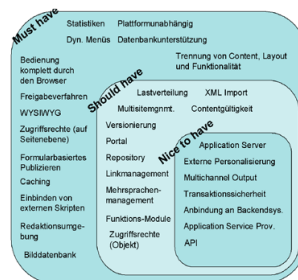 Must have
Statistiken
Plattformunabhängig
Dyn. Menüs
Datenbankunterstützung
Bedienung
komplett durch
den Browser
Trennung von Content, Layout
und Funktionalität
Freigabeverfahren
WYSIWYG
Zugriffsrechte (auf
Seitenebene)
Formularbasiertes
Publizieren
Caching
Einbinden von
externen Skripten
Redaktionsumge-
bung
Bilddatenbank
Should have
Lastverteilung
XML Import
Multisitemgnmt.
Contentgültigkeit
Versionierung
Portal
Repository
Linkmanagement
Mehrsprachen-
management
Funktions-Module
Zugriffsrechte
(Objekt)
Nice to have
Application Server
Externe Personalisierung
Multichannel Output
Transaktionssicherheit
Anbindung an Backendsys.
Application Service Prov.
API